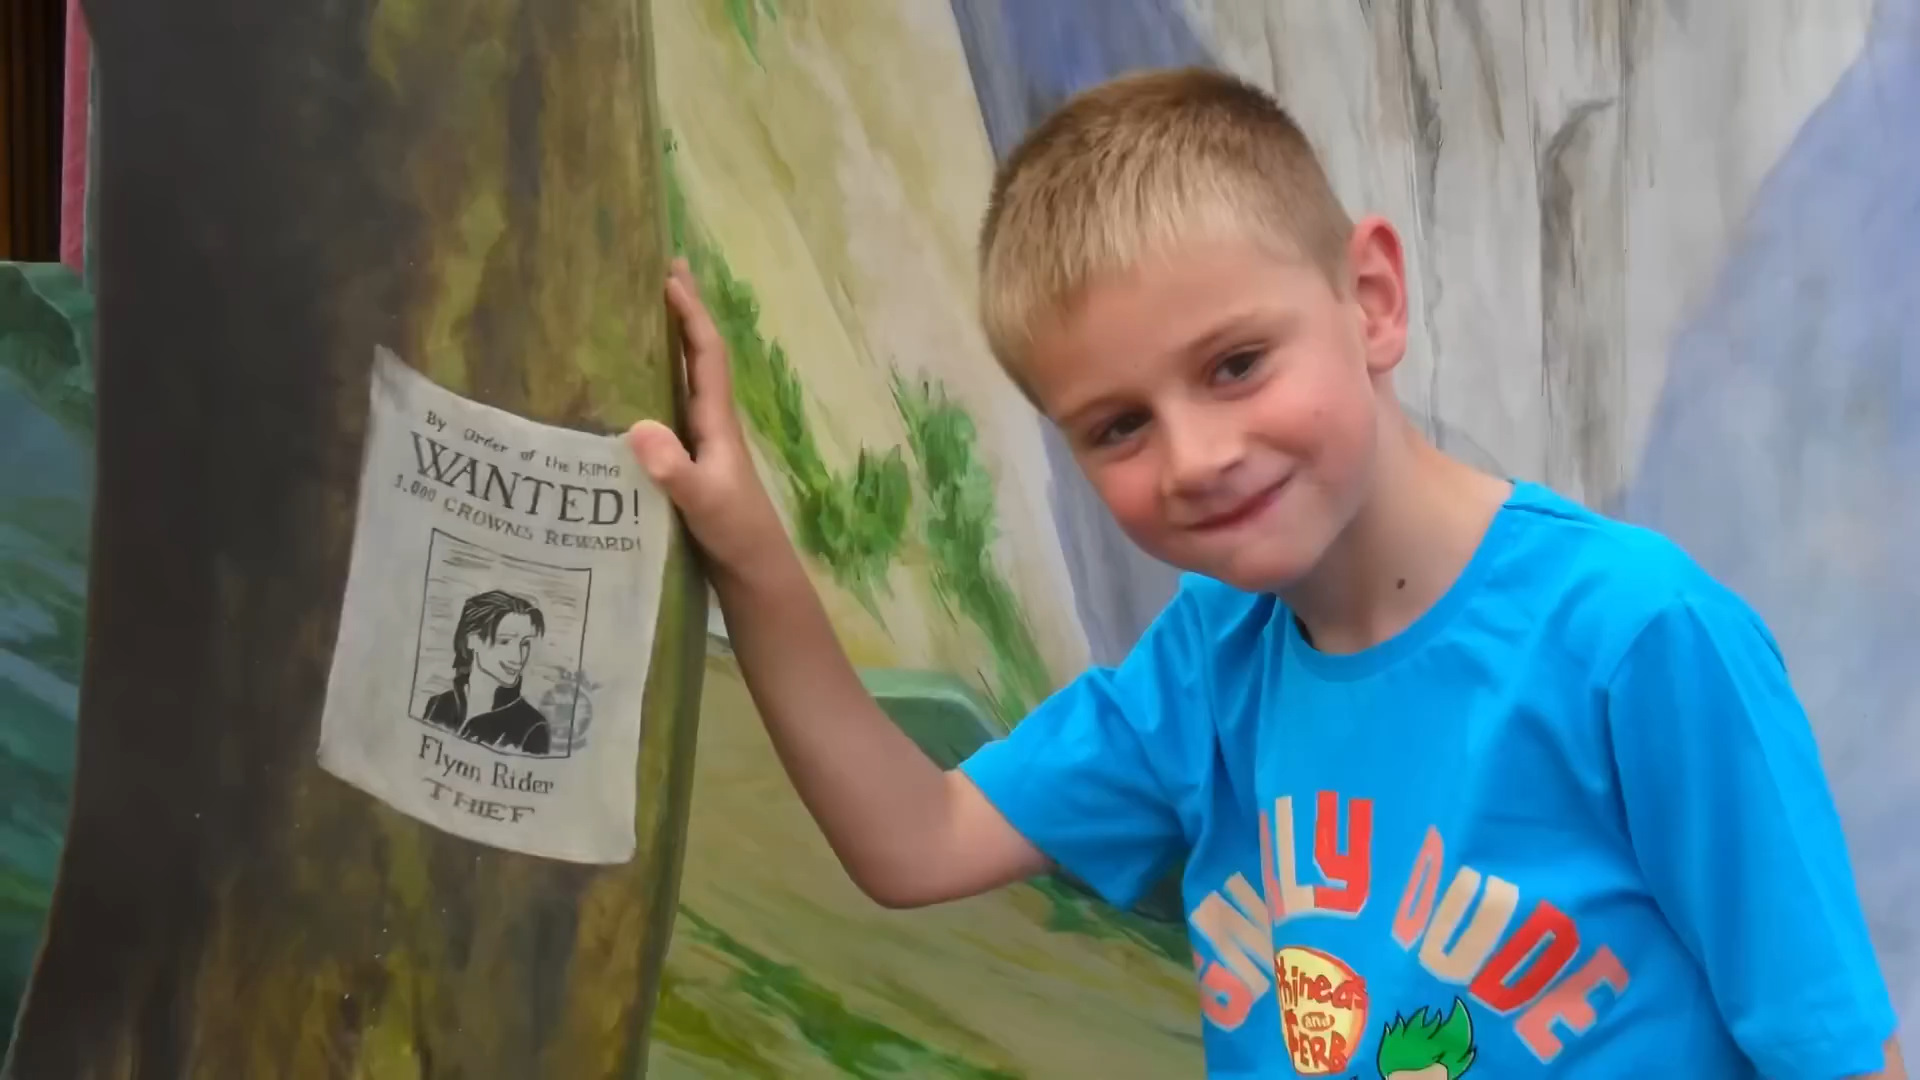 By Order of the KING
WANTED!
1,000 CROWNS REWARD!
Flynn Rider
THIEF
DUDE
Phineas
and
FERB